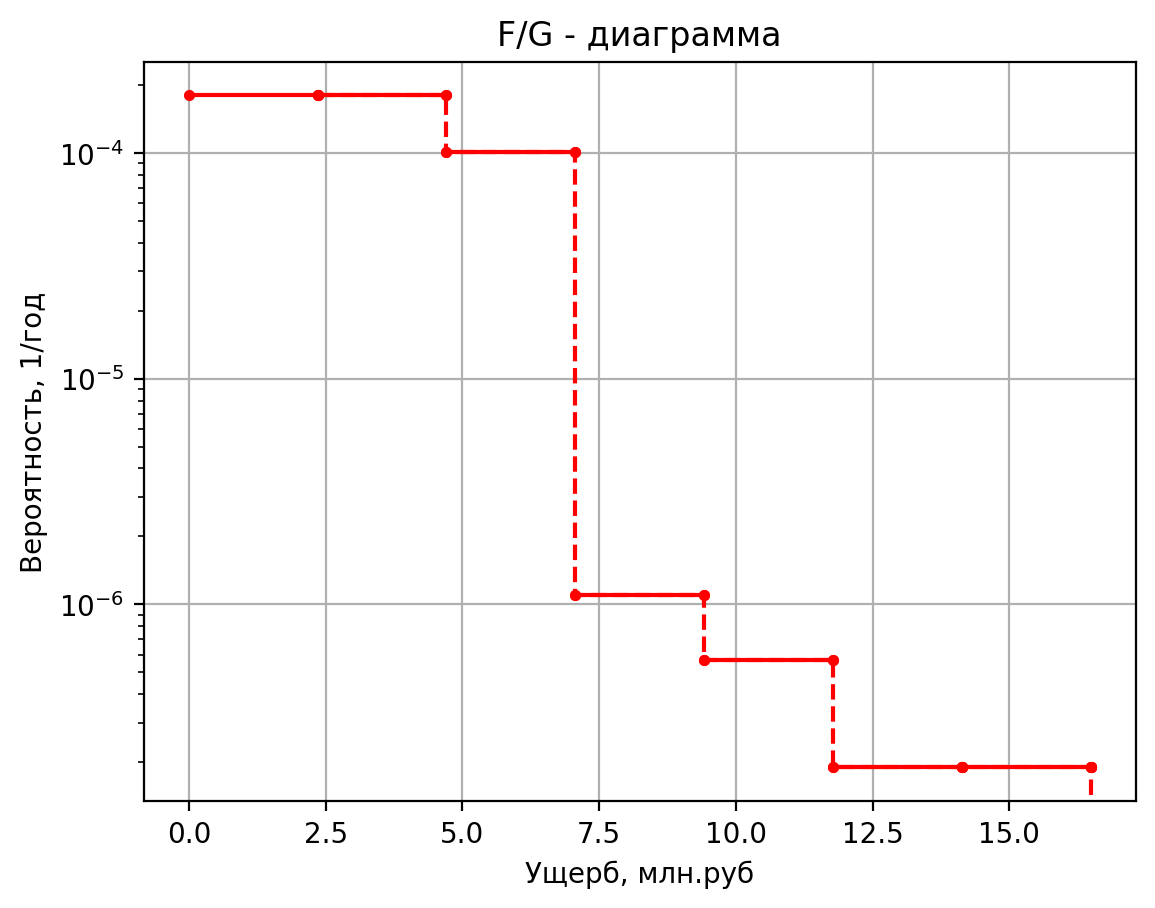 F/G - диаграмма
Вероятность, 1/год
10⁻⁴
10⁻⁵
10⁻⁶
0.0 2.5 5.0 7.5 10.0 12.5 15.0
Ущерб, млн.руб